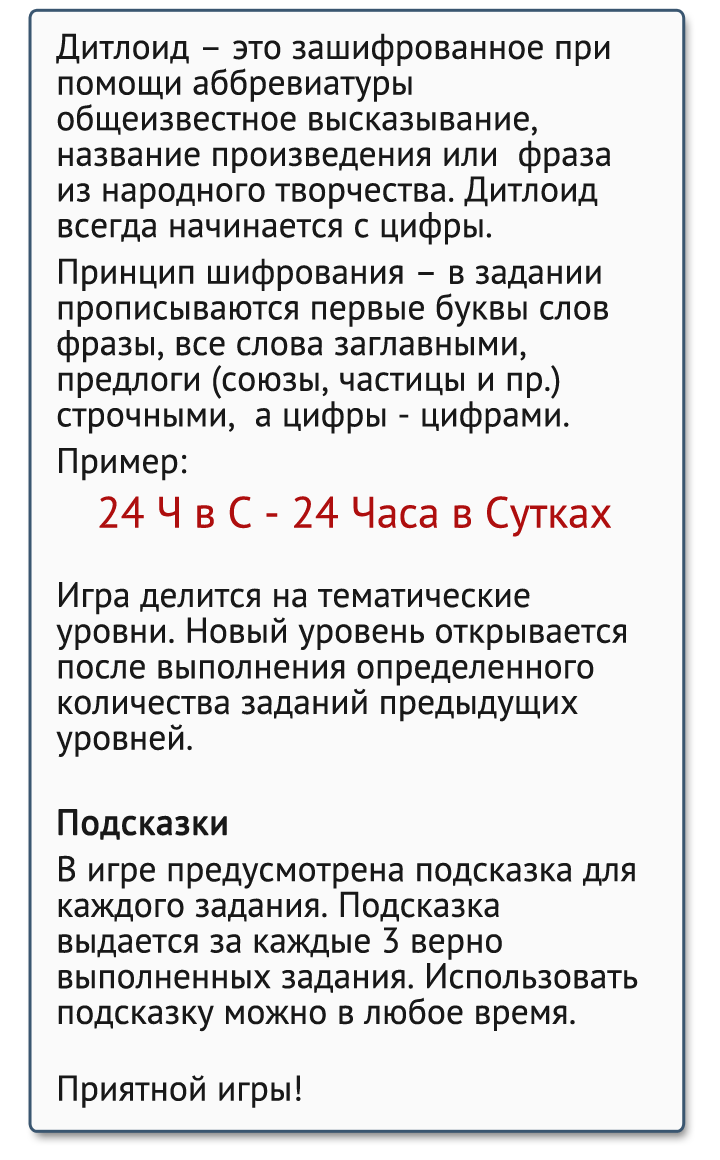 Дитлоид – это зашифрованное при
помощи аббревиатуры
общеизвестное высказывание,
название произведения или  фраза
из народного творчества. Дитлоид
всегда начинается с цифры.
Принцип шифрования – в задании
прописываются первые буквы слов
фразы, все слова заглавными,
предлоги (союзы, частицы и пр.)
строчными,  а цифры - цифрами.
Пример:
24 Ч в С - 24 Часа в Сутках
Игра делится на тематические
уровни. Новый уровень открывается
после выполнения определенного
количества заданий предыдущих
уровней.
Подсказки
В игре предусмотрена подсказка для
каждого задания. Подсказка
выдается за каждые 3 верно
выполненных задания. Использовать
подсказку можно в любое время.
Приятной игры!